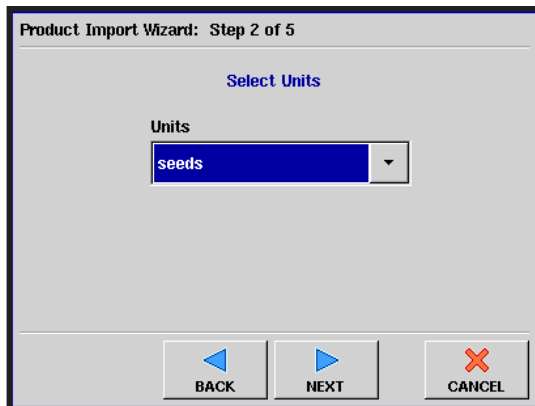 Product Import Wizard: Step 2 of 5
Select Units
Units
seeds
BACK NEXT CANCEL